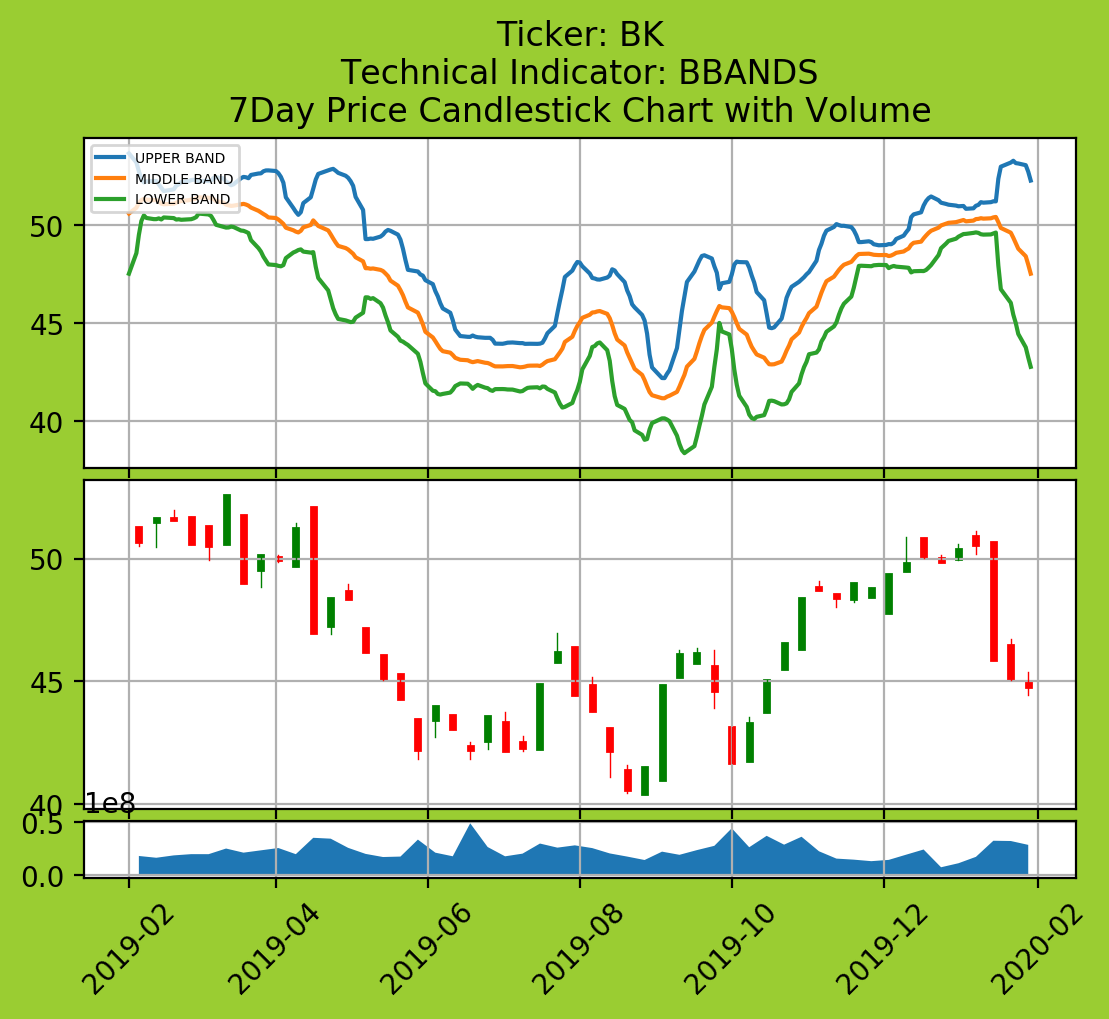 Ticker: BK
Technical Indicator: BBANDS
7Day Price Candlestick Chart with Volume
UPPER BAND
MIDDLE BAND
LOWER BAND
50
45
40
50
45
40
1e8
0.5
0.0
2019-02
2019-04
2019-06
2019-08
2019-10
2019-12
2020-02